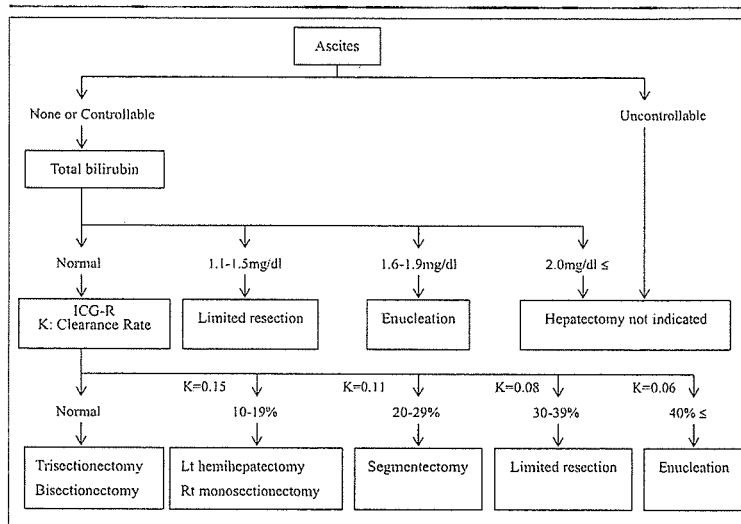 Ascites
None or Controllable Uncontrollable
Total bilirubin
Normal 1.1-1.5mg/dl 1.6-1.9mg/dl 2.0mg/dl ≤
ICG-R
K: Clearance Rate
Limited resection Enucleation Hepatectomy not indicated
K=0.15 K=0.11 K=0.08 K=0.06
Normal 10-19% 20-29% 30-39% 40% ≤
Trisectionectomy
Bisectionectomy
Lt hemihepatectomy
Rt monosectionectomy
Segmentectomy Limited resection Enucleation